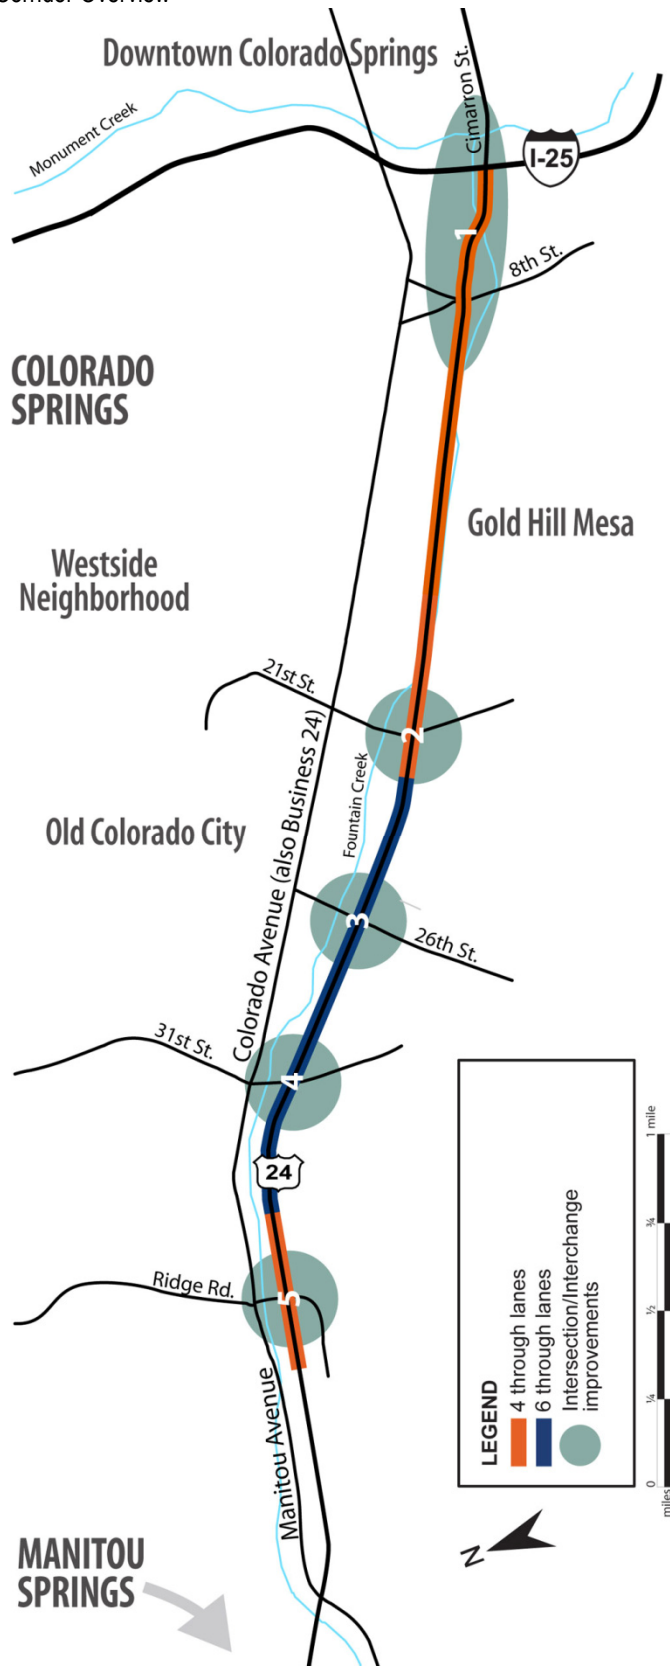 Corridor Overview
Downtown Colorado Springs
Cimarron St.
Monument Creek
I-25
1
8th St.
COLORADO
SPRINGS
Gold Hill Mesa
Westside
Neighborhood
21st St.
2
Colorado Avenue (also Business 24)
Fountain Creek
Old Colorado City
3
26th St.
31st St.
4
24
Ridge Rd.
5
Manitou Avenue
MANITOU
SPRINGS
N
LEGEND
4 through lanes
6 through lanes
Intersection/Interchange
improvements
0 ¼ ½ ¾ 1 mile
miles